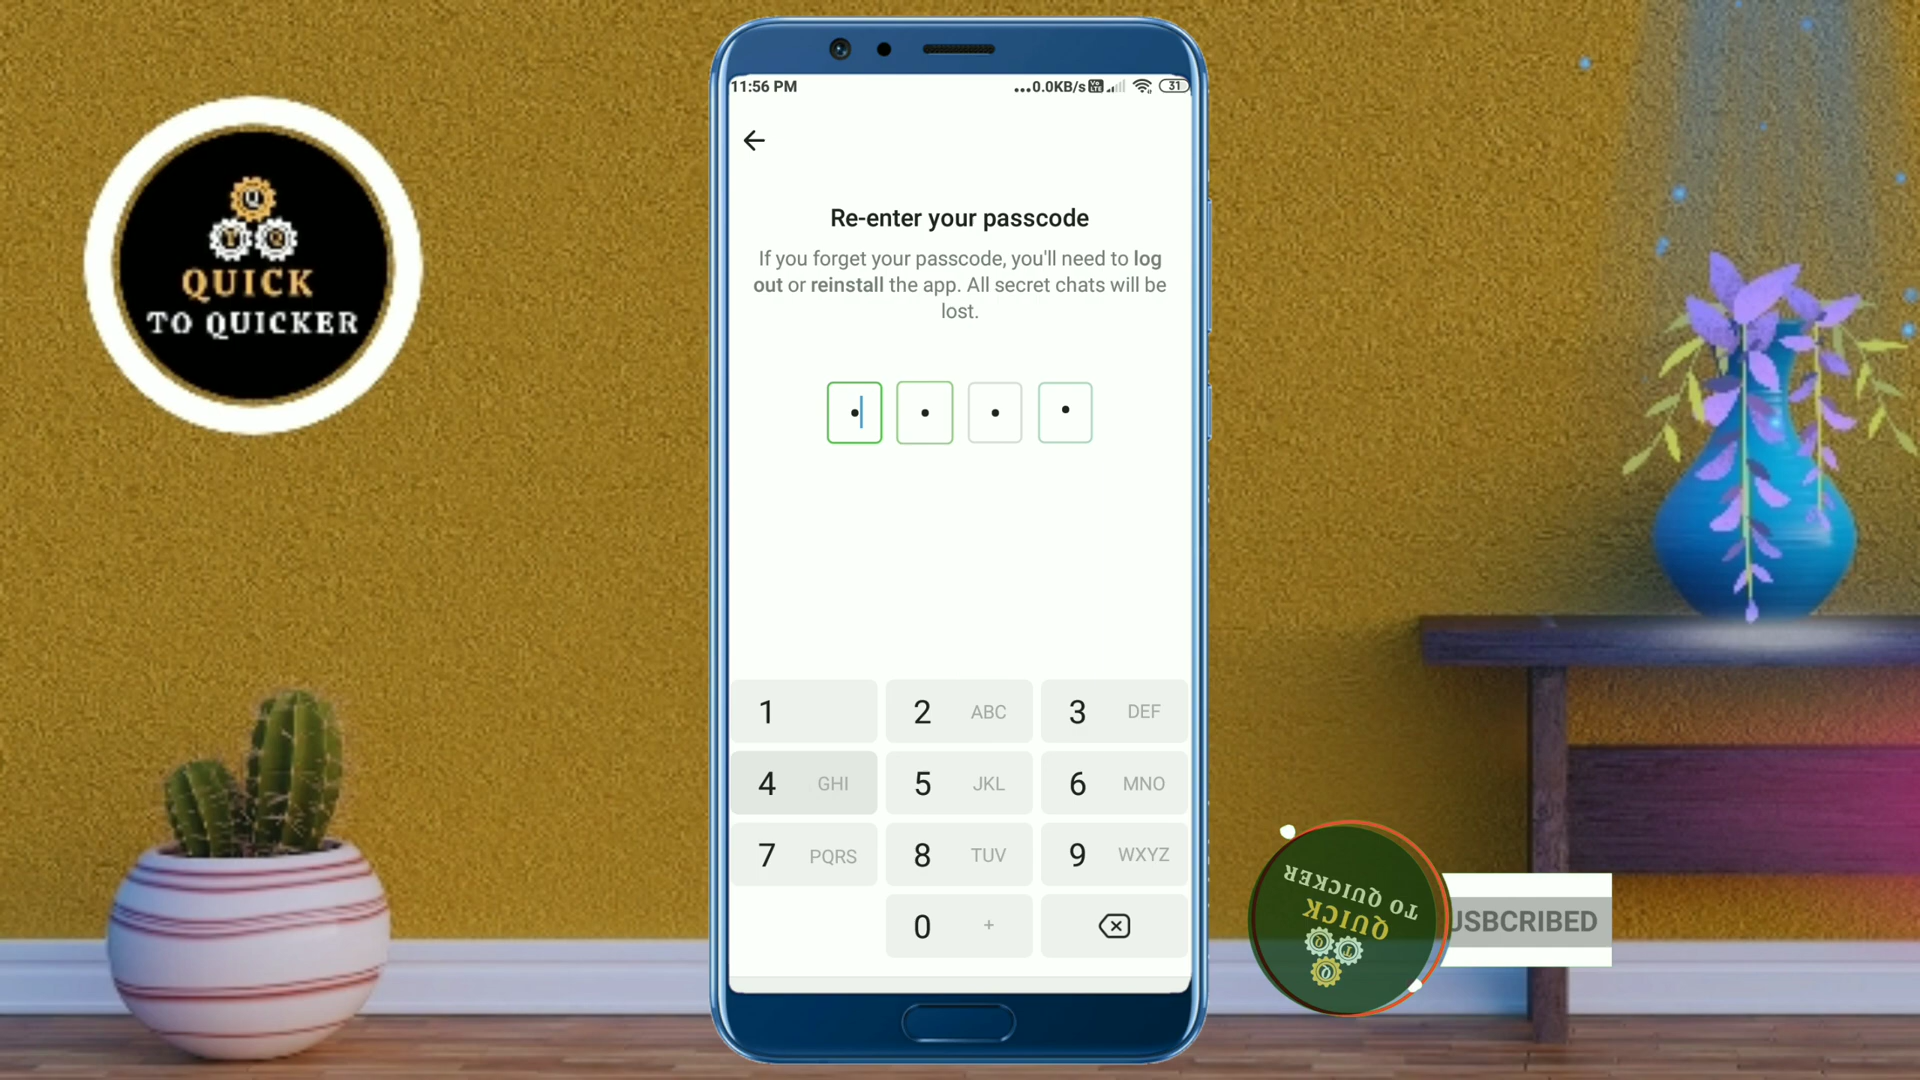 11:56 PM
...0.0KB/s
Vo
LTE
31
Re-enter your passcode
If you forget your passcode, you'll need to log
out or reinstall the app. All secret chats will be
lost.
1
2 ABC
3 DEF
4 GHI
5 JKL
6 MNO
7 PQRS
8 TUV
9 WXYZ
0 +
Q
T Q
QUICK
TO QUICKER
TO QUICKER
QUICK
Q T
Q
USBCRIBED